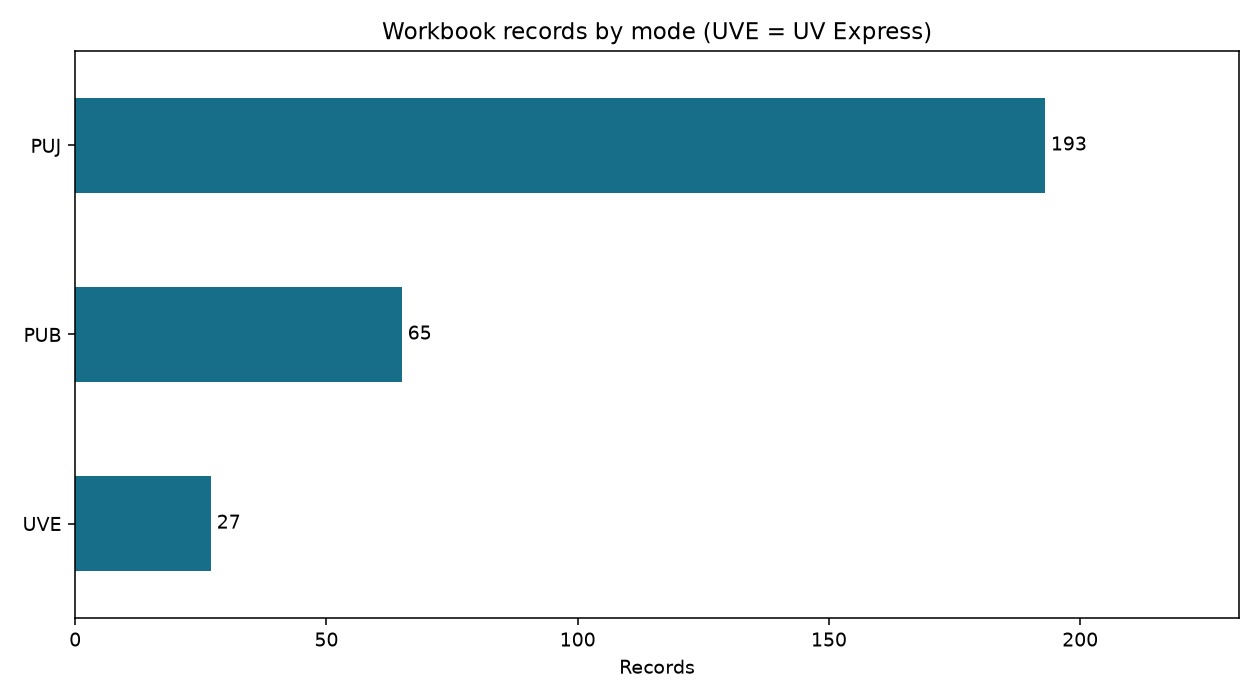 Workbook records by mode (UVE = UV Express)
PUJ
193
PUB
65
UVE
27
0 50 100 150 200
Records